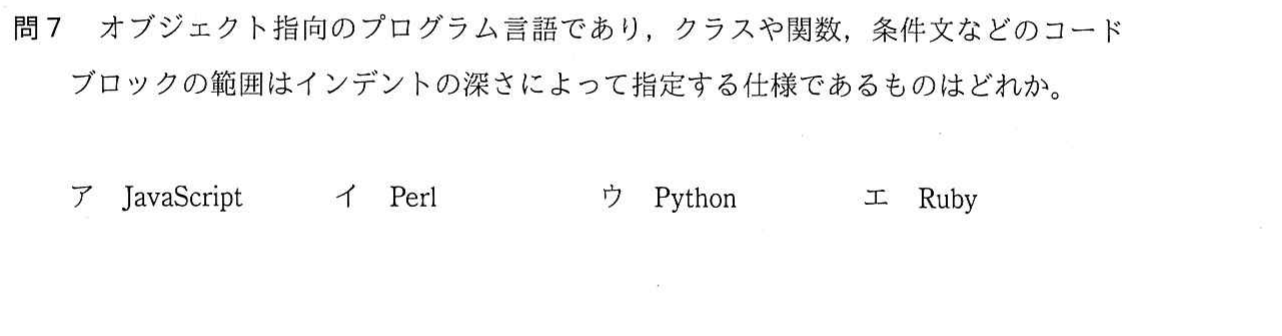 問7 オブジェクト指向のプログラム言語であり，クラスや関数，条件文などのコード
ブロックの範囲はインデントの深さによって指定する仕様であるものはどれか。
ア JavaScript イ Perl ウ Python エ Ruby